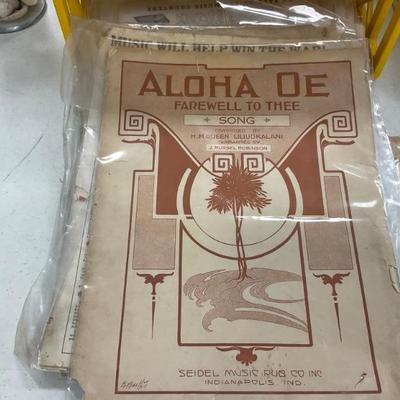 MUSIC WILL HELP WIN THE WAR!
ALOHA OE
FAREWELL TO THEE
SONG
COMPOSED BY
H.M. QUEEN LILIUOKALANI
ARRANGED BY
J. RUSSEL ROBINSON
SEIDEL MUSIC PUB CO INC
INDIANAPOLIS, IND.